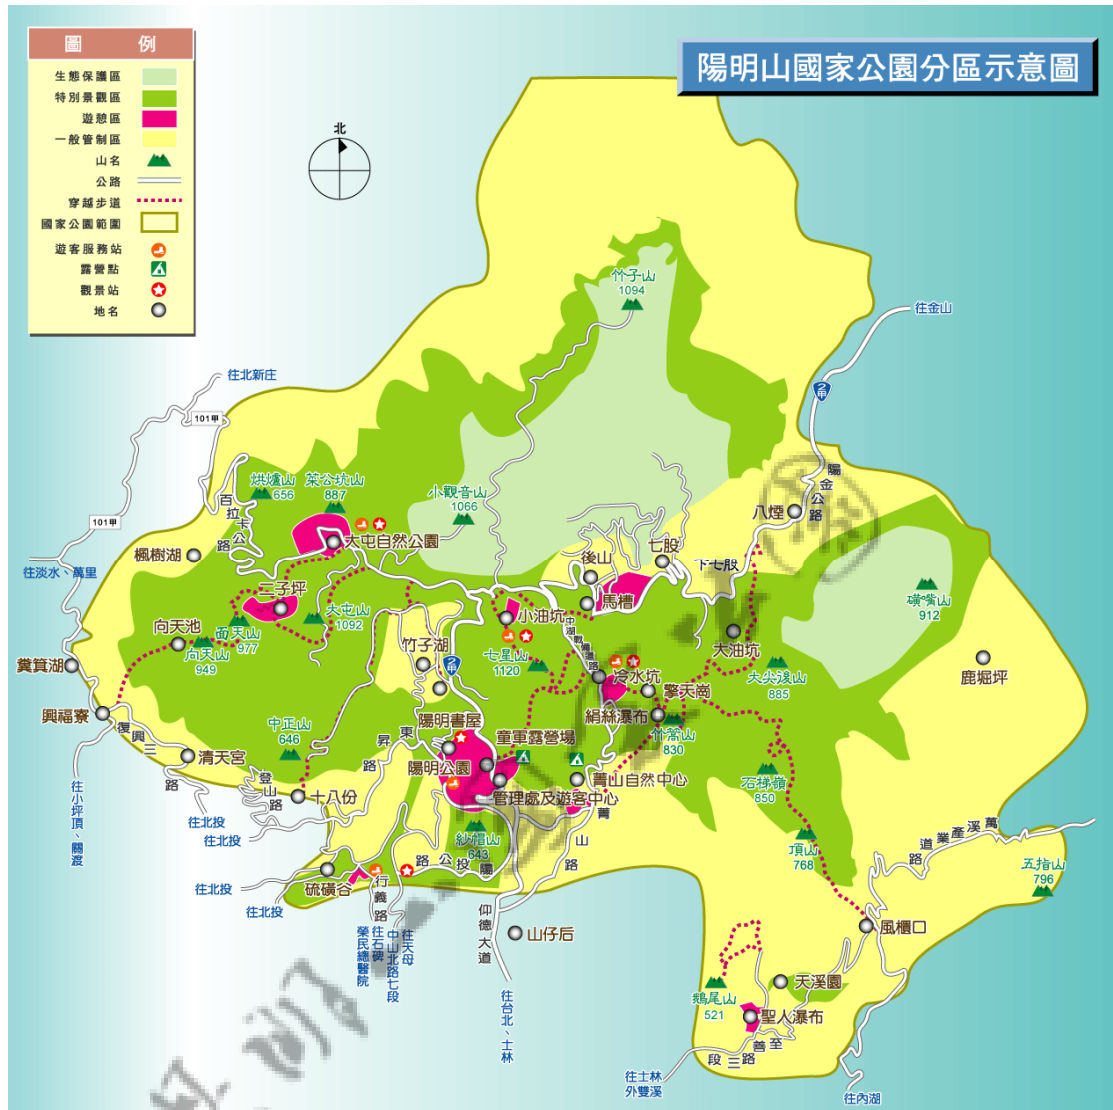 圖 例
生態保護區
特別景觀區
遊憩區
一般管制區
山名
公路
穿越步道
國家公園範圍
遊客服務站
露營點
觀景站
地名
陽明山國家公園分區示意圖
北
竹子山
1094
往金山
2甲
往北新庄
101甲
陽金公路
烘爐山
656
菜公坑山
887
小觀音山
1066
八煙
百拉卡公路
101甲
大屯自然公園
楓樹湖
往淡水、萬里
後山
七股
下七股
二子坪
馬槽
磺嘴山
912
大屯山
1092
小油坑
中湖戰備道路
向天池
面天山
977
向天山
949
竹子湖
2甲
七星山
1120
大油坑
冷水坑
擎天崗
大尖後山
885
鹿堀坪
糞箕湖
興福寮
絹絲瀑布
竹篙山
830
復興三路
中正山
646
陽明書屋
東昇路
童軍露營場
清天宮
陽明公園
登山路
管理處及遊客中心
菁山自然中心
石梯嶺
850
十八份
往小坪頂、關渡
往北投
往北投
紗帽山
643
菁山路
頂山
768
萬溪產業道路
五指山
796
陽投公路
硫磺谷
往北投
往北投
行義路
仰德大道
山仔后
風櫃口
往石碑
榮民總醫院
往天母
中山北路七段
往台北、士林
鵝尾山
521
天溪園
聖人瀑布
至善路三段
往士林
外雙溪
往內湖